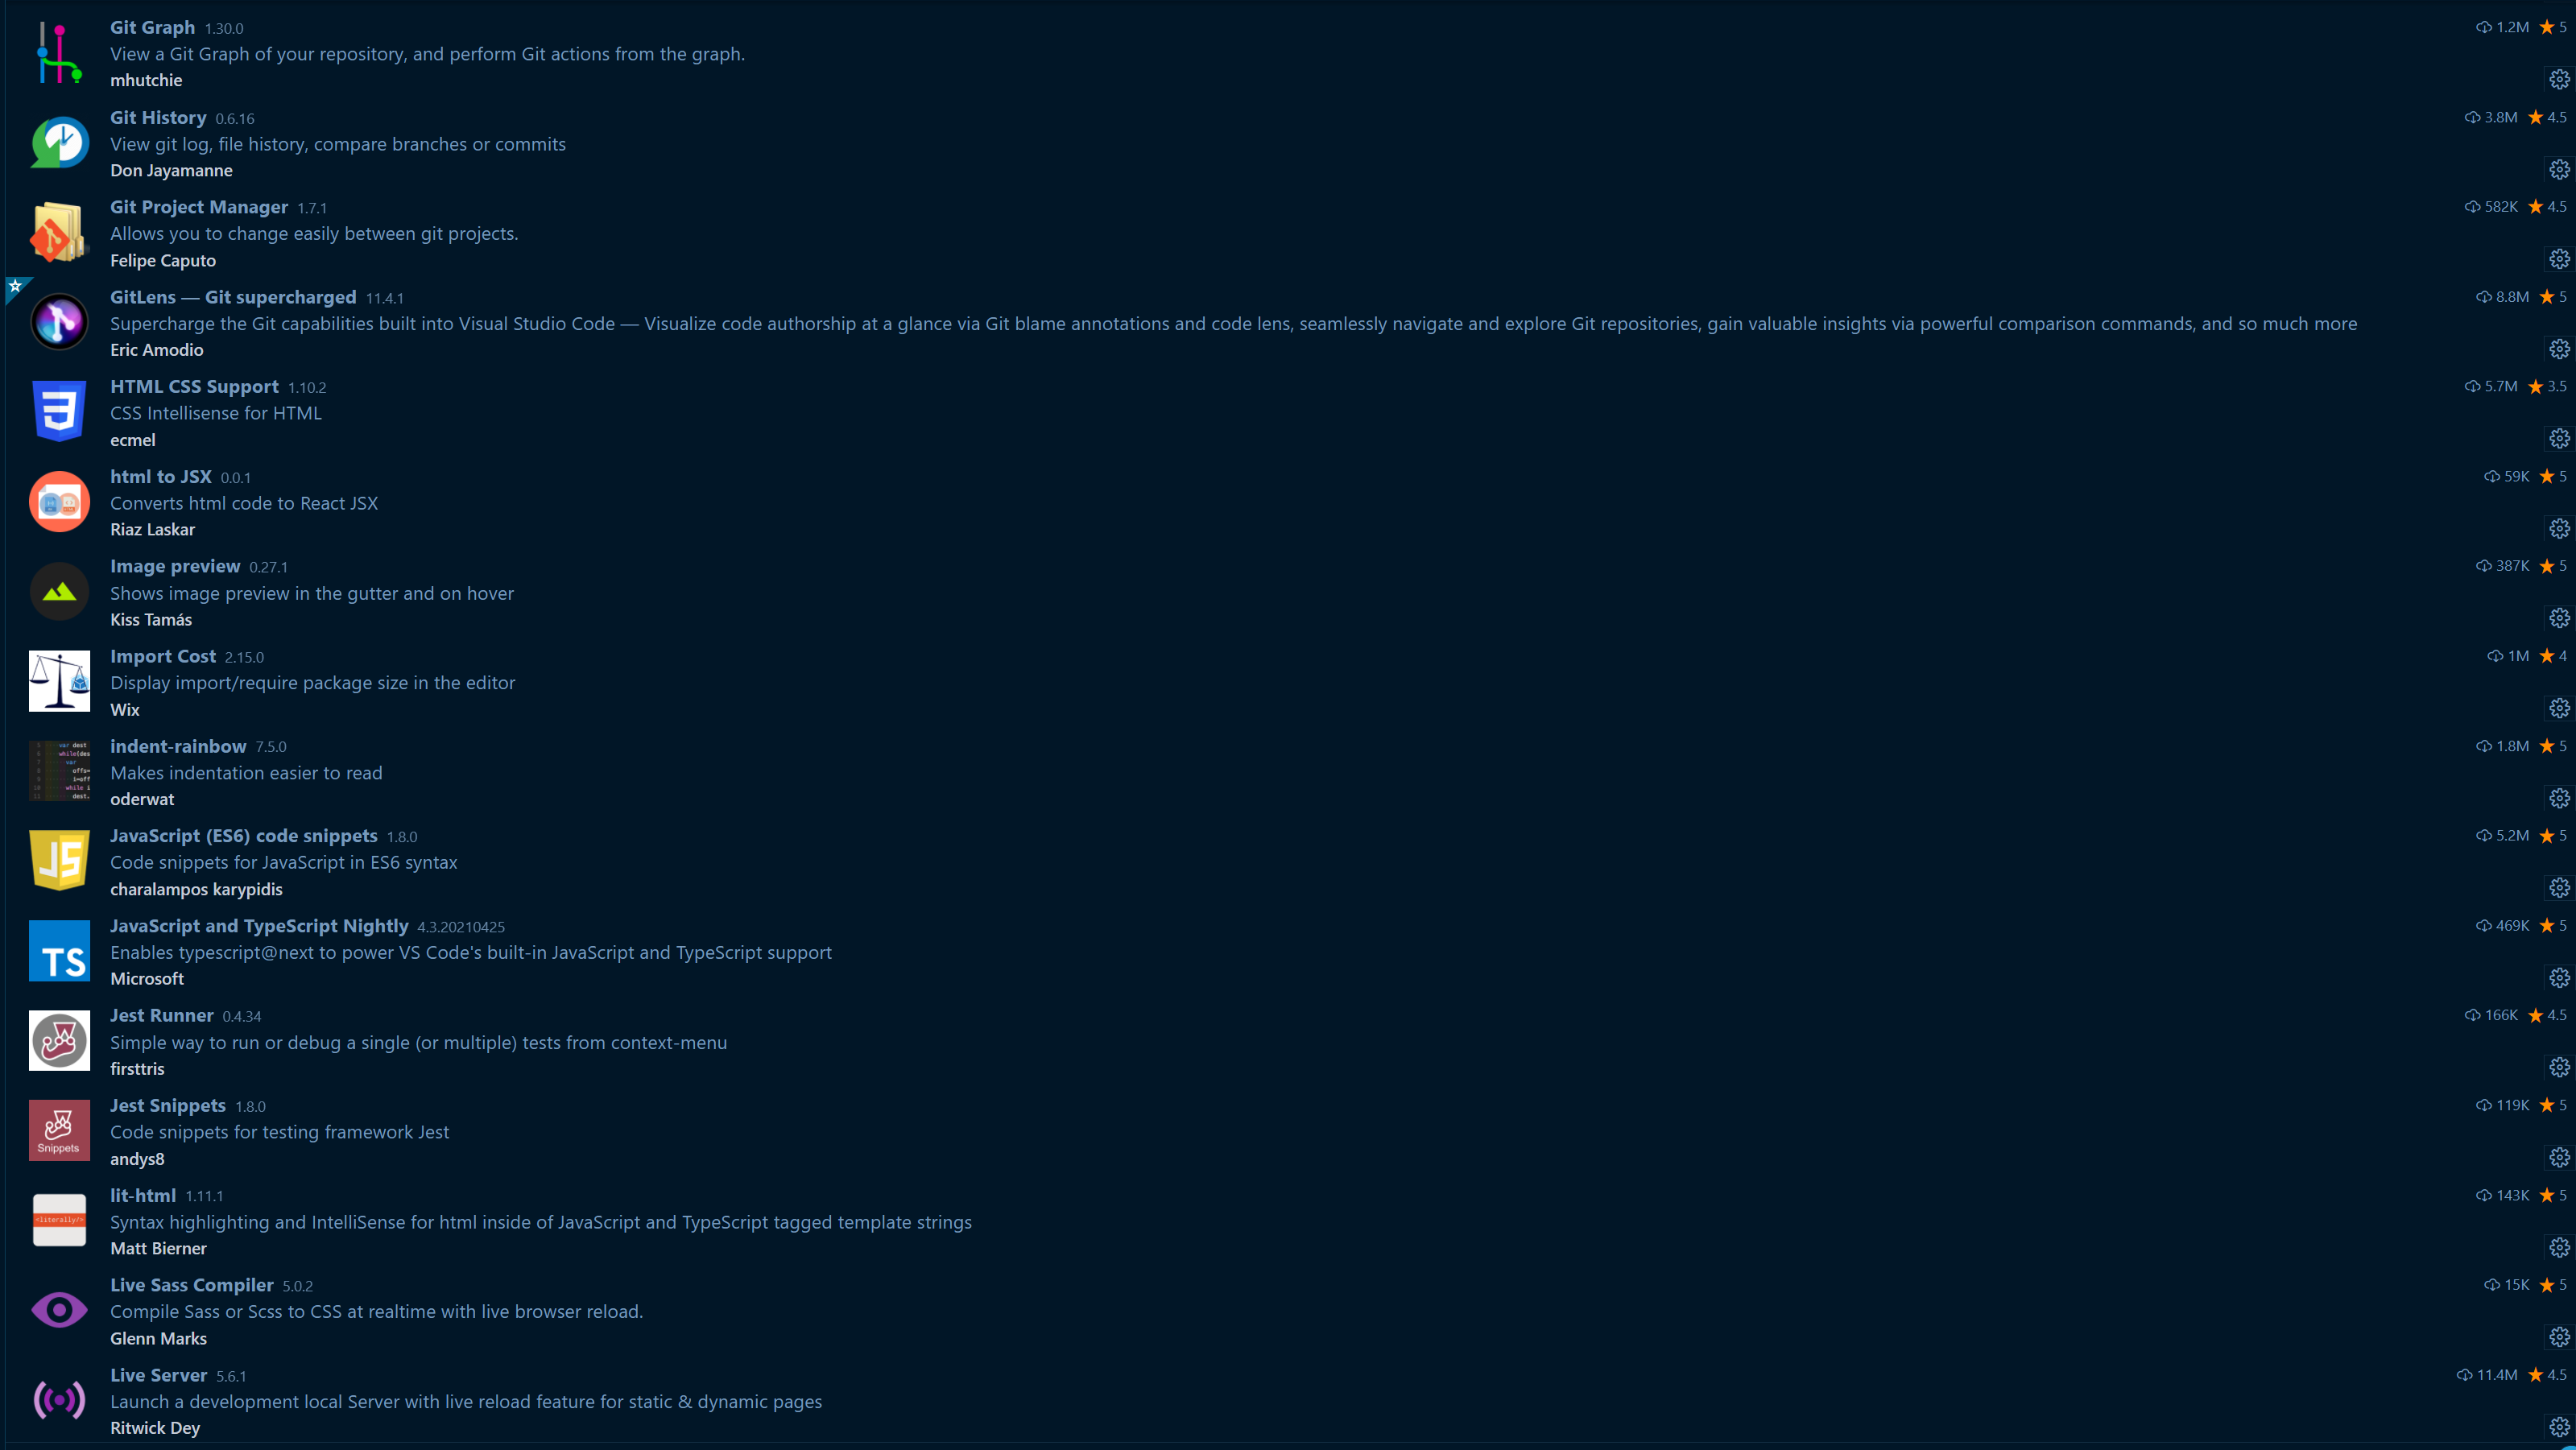 Git Graph 1.30.0 1.2M 5
View a Git Graph of your repository, and perform Git actions from the graph.
mhutchie
Git History 0.6.16 3.8M 4.5
View git log, file history, compare branches or commits
Don Jayamanne
Git Project Manager 1.7.1 582K 4.5
Allows you to change easily between git projects.
Felipe Caputo
GitLens — Git supercharged 11.4.1 8.8M 5
Supercharge the Git capabilities built into Visual Studio Code — Visualize code authorship at a glance via Git blame annotations and code lens, seamlessly navigate and explore Git repositories, gain valuable insights via powerful comparison commands, and so much more
Eric Amodio
HTML CSS Support 1.10.2 5.7M 3.5
CSS Intellisense for HTML
ecmel
html to JSX 0.0.1 59K 5
Converts html code to React JSX
Riaz Laskar
Image preview 0.27.1 387K 5
Shows image preview in the gutter and on hover
Kiss Tamás
Import Cost 2.15.0 1M 4
Display import/require package size in the editor
Wix
indent-rainbow 7.5.0 1.8M 5
Makes indentation easier to read
oderwat
var dest
while(des
var
offs=
i=off
while i
dest.
JavaScript (ES6) code snippets 1.8.0 5.2M 5
JS
Code snippets for JavaScript in ES6 syntax
charalampos karypidis
JavaScript and TypeScript Nightly 4.3.20210425 469K 5
TS
Enables typescript@next to power VS Code's built-in JavaScript and TypeScript support
Microsoft
Jest Runner 0.4.34 166K 4.5
Simple way to run or debug a single (or multiple) tests from context-menu
firsttris
Jest Snippets 1.8.0 119K 5
Snippets
Code snippets for testing framework Jest
andys8
lit-html 1.11.1 143K 5
<literally/>
Syntax highlighting and IntelliSense for html inside of JavaScript and TypeScript tagged template strings
Matt Bierner
Live Sass Compiler 5.0.2 15K 5
Compile Sass or Scss to CSS at realtime with live browser reload.
Glenn Marks
Live Server 5.6.1 11.4M 4.5
Launch a development local Server with live reload feature for static & dynamic pages
Ritwick Dey